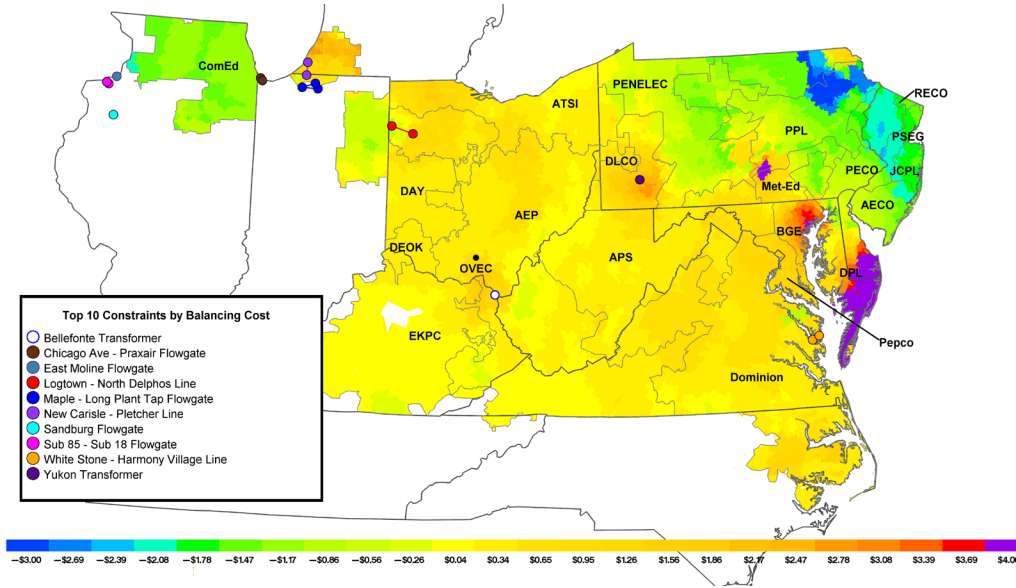 ComEd
PENELEC
ATSI
RECO
PPL
PSEG
DLCO
PECO
JCPL
Met-Ed
DAY
AECO
AEP
BGE
DEOK
APS
OVEC
DPL
Pepco
EKPC
Dominion
Top 10 Constraints by Balancing Cost
Bellefonte Transformer
Chicago Ave - Praxair Flowgate
East Moline Flowgate
Logtown - North Delphos Line
Maple - Long Plant Tap Flowgate
New Carisle - Pletcher Line
Sandburg Flowgate
Sub 85 - Sub 18 Flowgate
White Stone - Harmony Village Line
Yukon Transformer
–$3.00 –$2.69 –$2.39 –$2.08 –$1.78 –$1.47 –$1.17 –$0.86 –$0.56 –$0.26 $0.04 $0.34 $0.65 $0.95 $1.26 $1.56 $1.86 $2.17 $2.47 $2.78 $3.08 $3.39 $3.69 $4.00